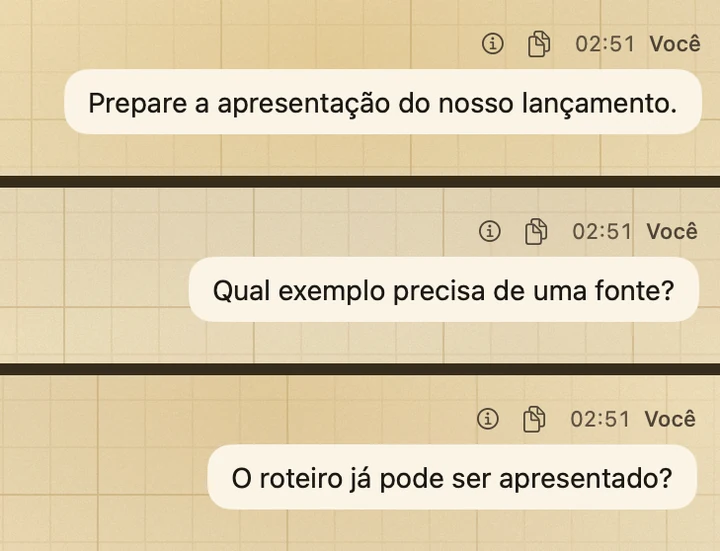 02:51 Você
Prepare a apresentação do nosso lançamento.
02:51 Você
Qual exemplo precisa de uma fonte?
02:51 Você
O roteiro já pode ser apresentado?